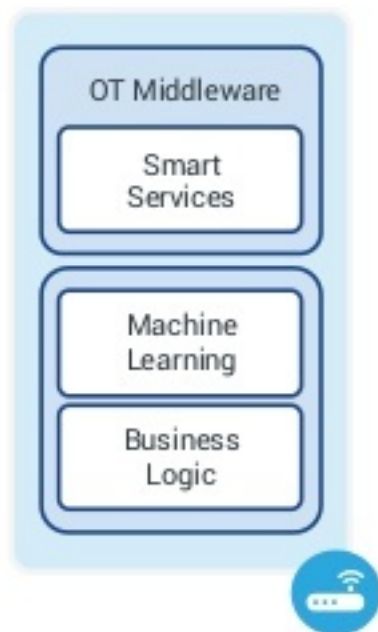 OT Middleware
Smart
Services
Machine
Learning
Business
Logic